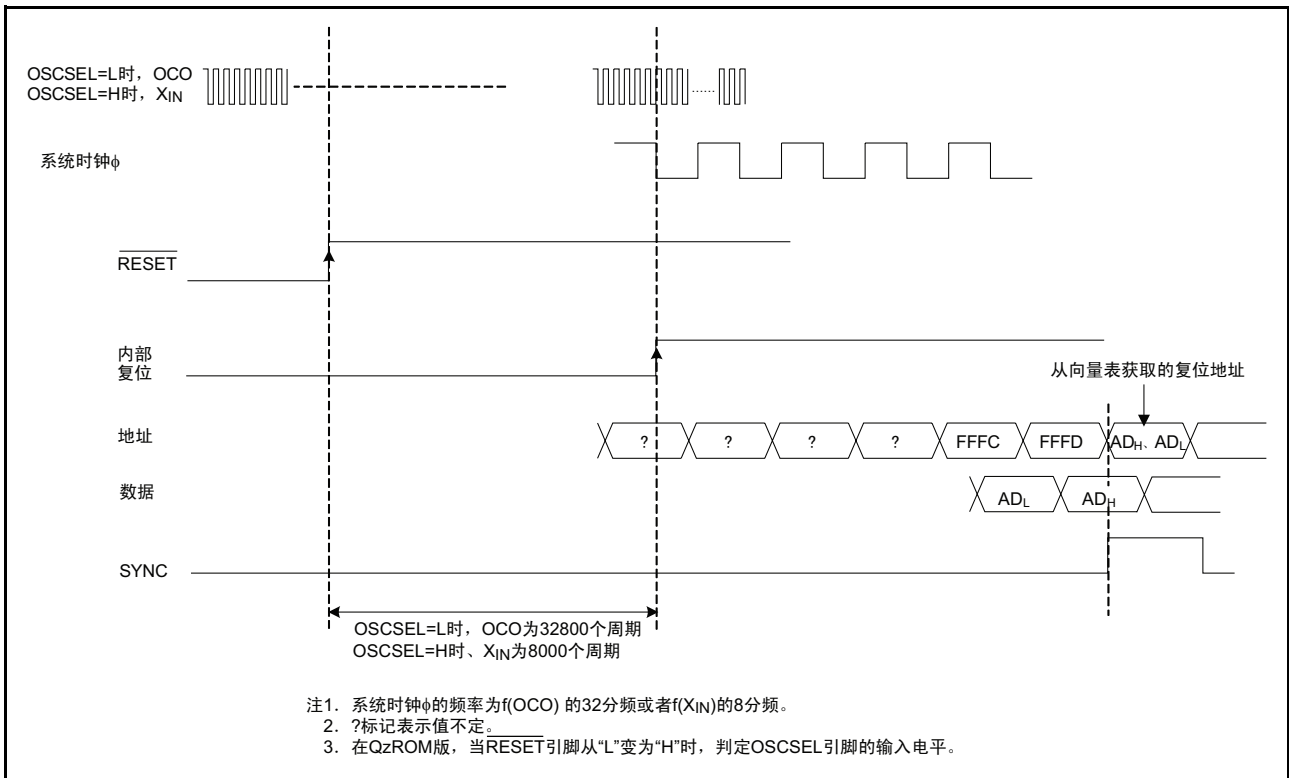 OSCSEL=L时，OCO
OSCSEL=H时，XIN
......
系统时钟ϕ
RESET
内部
复位
从向量表获取的复位地址
地址
? ? ? ? FFFC FFFD ADH、ADL
数据
ADL ADH
SYNC
OSCSEL=L时，OCO为32800个周期
OSCSEL=H时、XIN为8000个周期
注1. 系统时钟ϕ的频率为f(OCO) 的32分频或者f(XIN)的8分频。
2. ?标记表示值不定。
3. 在QzROM版，当RESET引脚从“L”变为“H”时，判定OSCSEL引脚的输入电平。